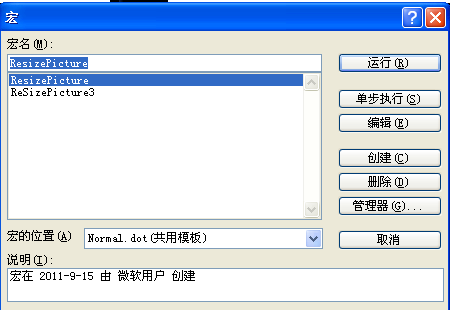 宏
宏名(M):
ResizePicture
ResizePicture
ReSizePicture3
运行(R)
单步执行(S)
编辑(E)
创建(C)
删除(D)
管理器(G)...
宏的位置(A)
Normal.dot(共用模板)
取消
说明(I):
宏在 2011-9-15 由 微软用户 创建